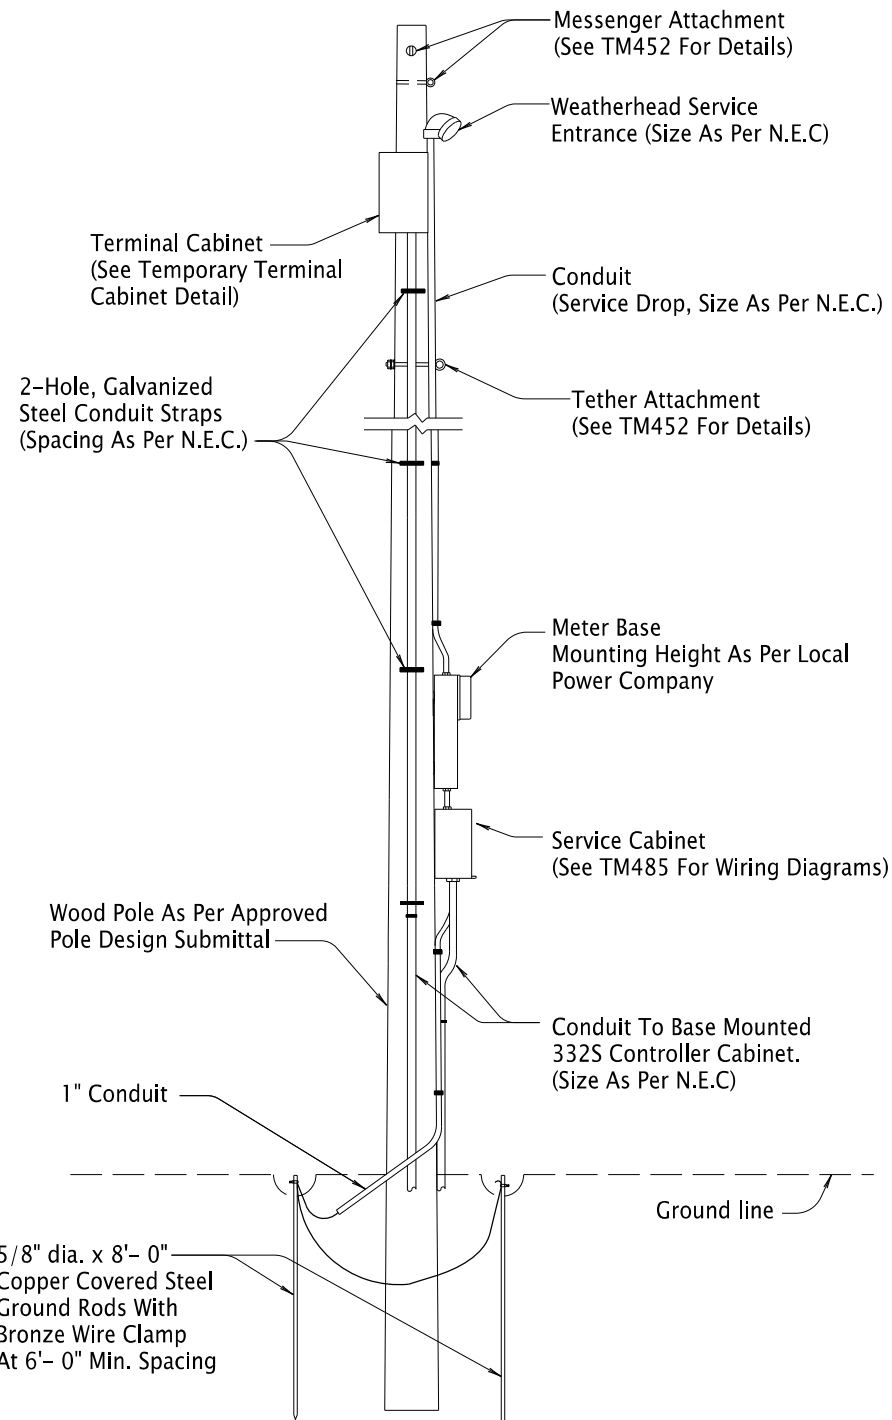 Messenger Attachment
(See TM452 For Details)
Weatherhead Service
Entrance (Size As Per N.E.C)
Terminal Cabinet
(See Temporary Terminal
Cabinet Detail)
Conduit
(Service Drop, Size As Per N.E.C.)
2-Hole, Galvanized
Steel Conduit Straps
(Spacing As Per N.E.C.)
Tether Attachment
(See TM452 For Details)
Meter Base
Mounting Height As Per Local
Power Company
Service Cabinet
(See TM485 For Wiring Diagrams)
Wood Pole As Per Approved
Pole Design Submittal
Conduit To Base Mounted
332S Controller Cabinet.
(Size As Per N.E.C)
1" Conduit
Ground line
5/8" dia. x 8'- 0"
Copper Covered Steel
Ground Rods With
Bronze Wire Clamp
At 6'- 0" Min. Spacing